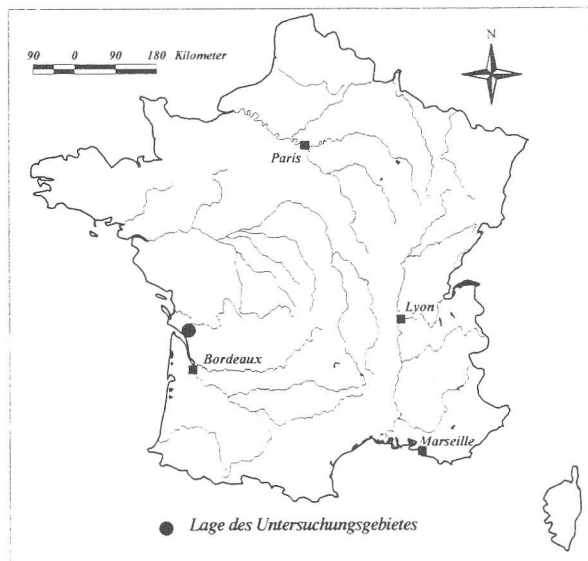 90 0 90 180 Kilometer
N
Paris
Lyon
Bordeaux
Marseille
Lage des Untersuchungsgebietes